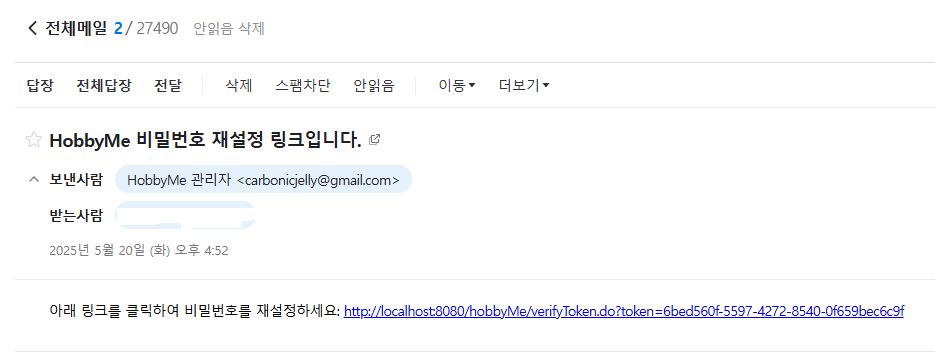 전체메일 2 / 27490 안읽음 삭제
답장 전체답장 전달 삭제 스팸차단 안읽음 이동 더보기
HobbyMe 비밀번호 재설정 링크입니다.
보낸사람 HobbyMe 관리자 <carbonicjelly@gmail.com>
받는사람
2025년 5월 20일 (화) 오후 4:52
아래 링크를 클릭하여 비밀번호를 재설정하세요: http://localhost:8080/hobbyMe/verifyToken.do?token=6bed560f-5597-4272-8540-0f659bec6c9f